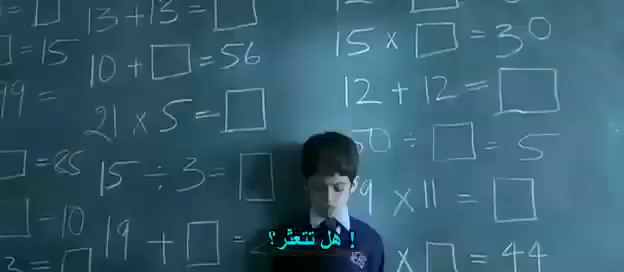 13 + 13 = □
= 15
10 + □ = 56
15 × □ = 30
12 + 12 = □
21 × 5 = □
÷ □ = 5
= 85
15 ÷ 3 = □
× 11 = □
- 10
19 + □ =
× □ = 44
هل تتعثر؟ !